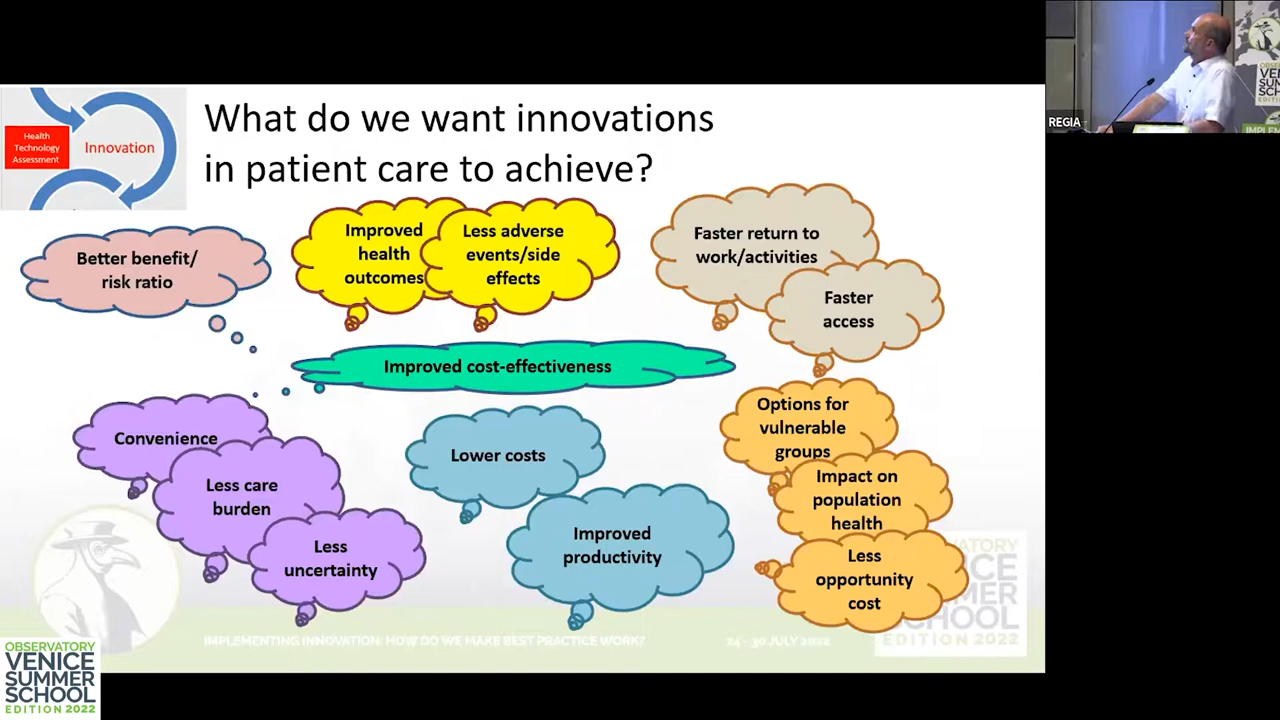 Health
Technology
Assessment
Innovation
What do we want innovations
in patient care to achieve?
Better benefit/
risk ratio
Improved
health
outcomes
Less adverse
events/side
effects
Faster return to
work/activities
Faster
access
Improved cost-effectiveness
Convenience
Less care
burden
Less
uncertainty
Lower costs
Improved
productivity
Options for
vulnerable
groups
Impact on
population
health
Less
opportunity
cost
IMPLEMENTING INNOVATION: HOW DO WE MAKE BEST PRACTICE WORK?
24 - 30 JULY 2022
EDITION 2022
OBSERVATORY
VENICE
SUMMER
SCHOOL
EDITION 2022
REGIA